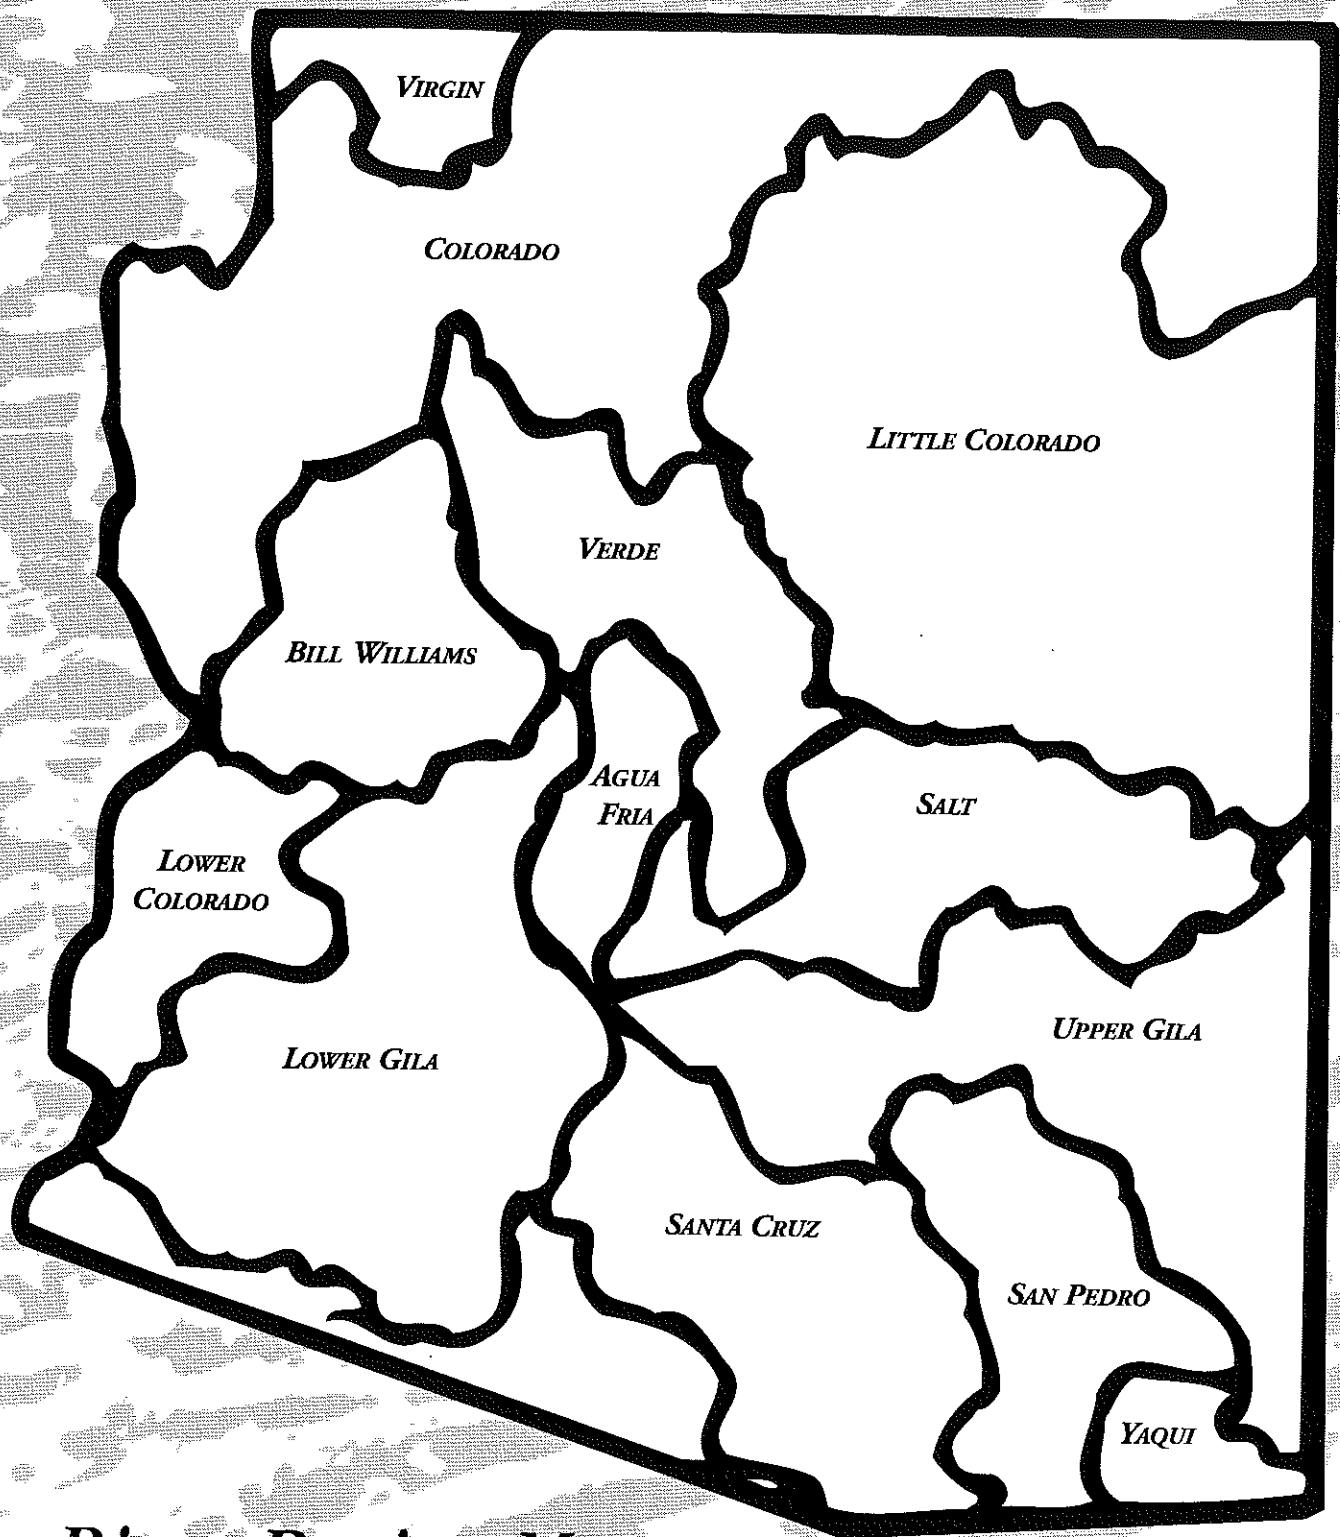 VIRGIN
COLORADO
LITTLE COLORADO
VERDE
BILL WILLIAMS
AGUA
FRIA
SALT
LOWER
COLORADO
UPPER GILA
LOWER GILA
SANTA CRUZ
SAN PEDRO
YAQUI